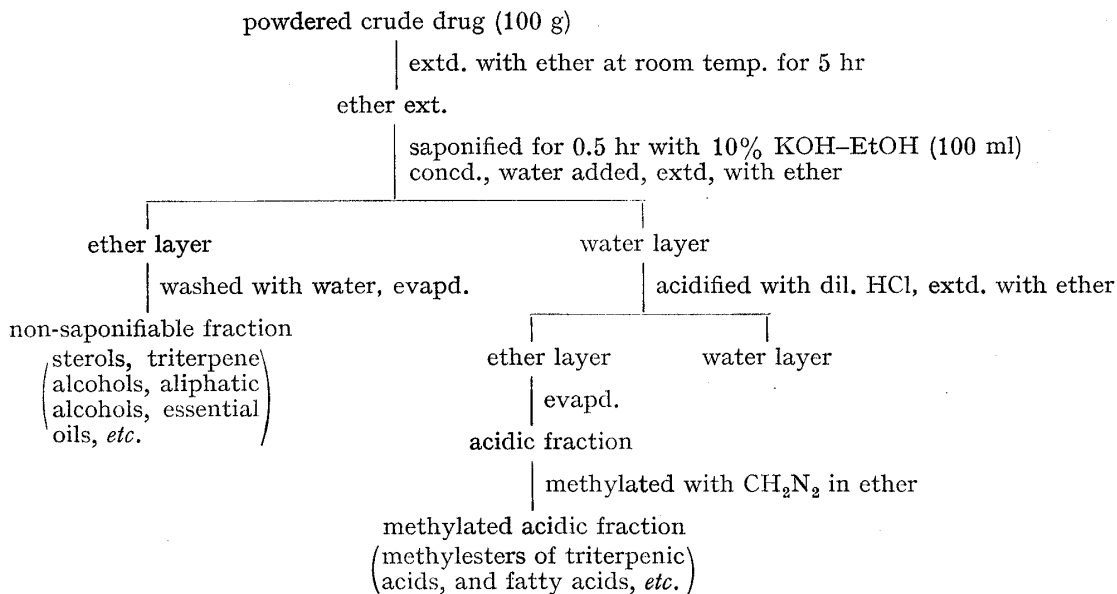 powdered crude drug (100 g)
extd. with ether at room temp. for 5 hr
ether ext.
saponified for 0.5 hr with 10% KOH–EtOH (100 ml)
concd., water added, extd, with ether
ether layer
washed with water, evapd.
non-saponifiable fraction
sterols, triterpene
alcohols, aliphatic
alcohols, essential
oils, etc.
water layer
acidified with dil. HCl, extd. with ether
ether layer
water layer
evapd.
acidic fraction
methylated with CH₂N₂ in ether
methylated acidic fraction
(methylesters of triterpenic
acids, and fatty acids, etc.)